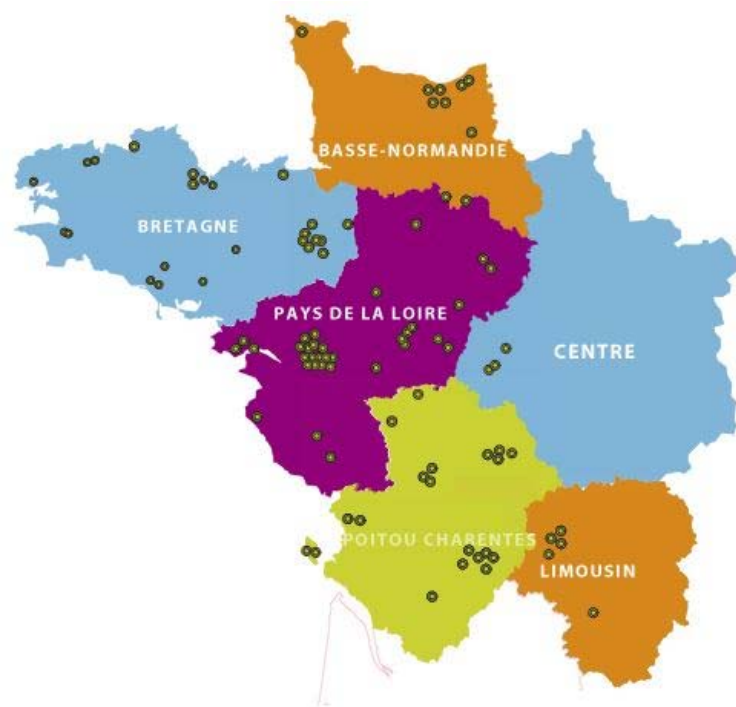 BASSE-NORMANDIE
BRETAGNE
PAYS DE LA LOIRE
CENTRE
POITOU CHARENTES
LIMOUSIN